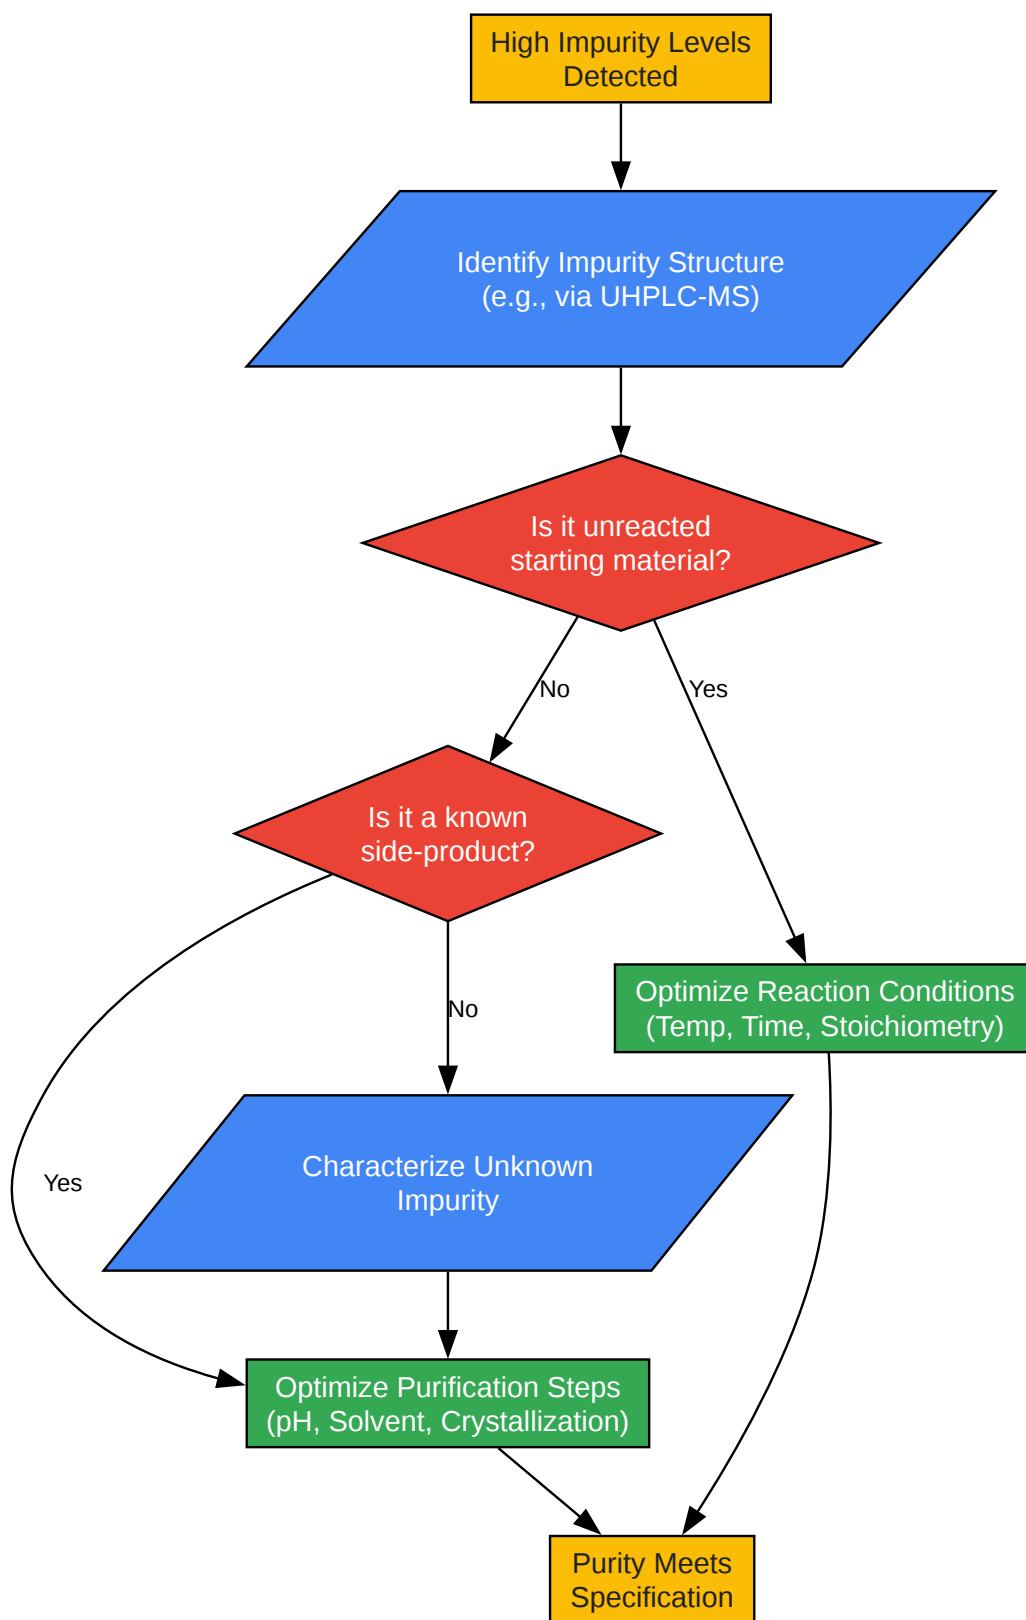 High Impurity Levels
Detected
Identify Impurity Structure
(e.g., via UHPLC-MS)
Is it unreacted
starting material?
No
Yes
Is it a known
side-product?
Optimize Reaction Conditions
(Temp, Time, Stoichiometry)
No
Yes
Characterize Unknown
Impurity
Optimize Purification Steps
(pH, Solvent, Crystallization)
Purity Meets
Specification